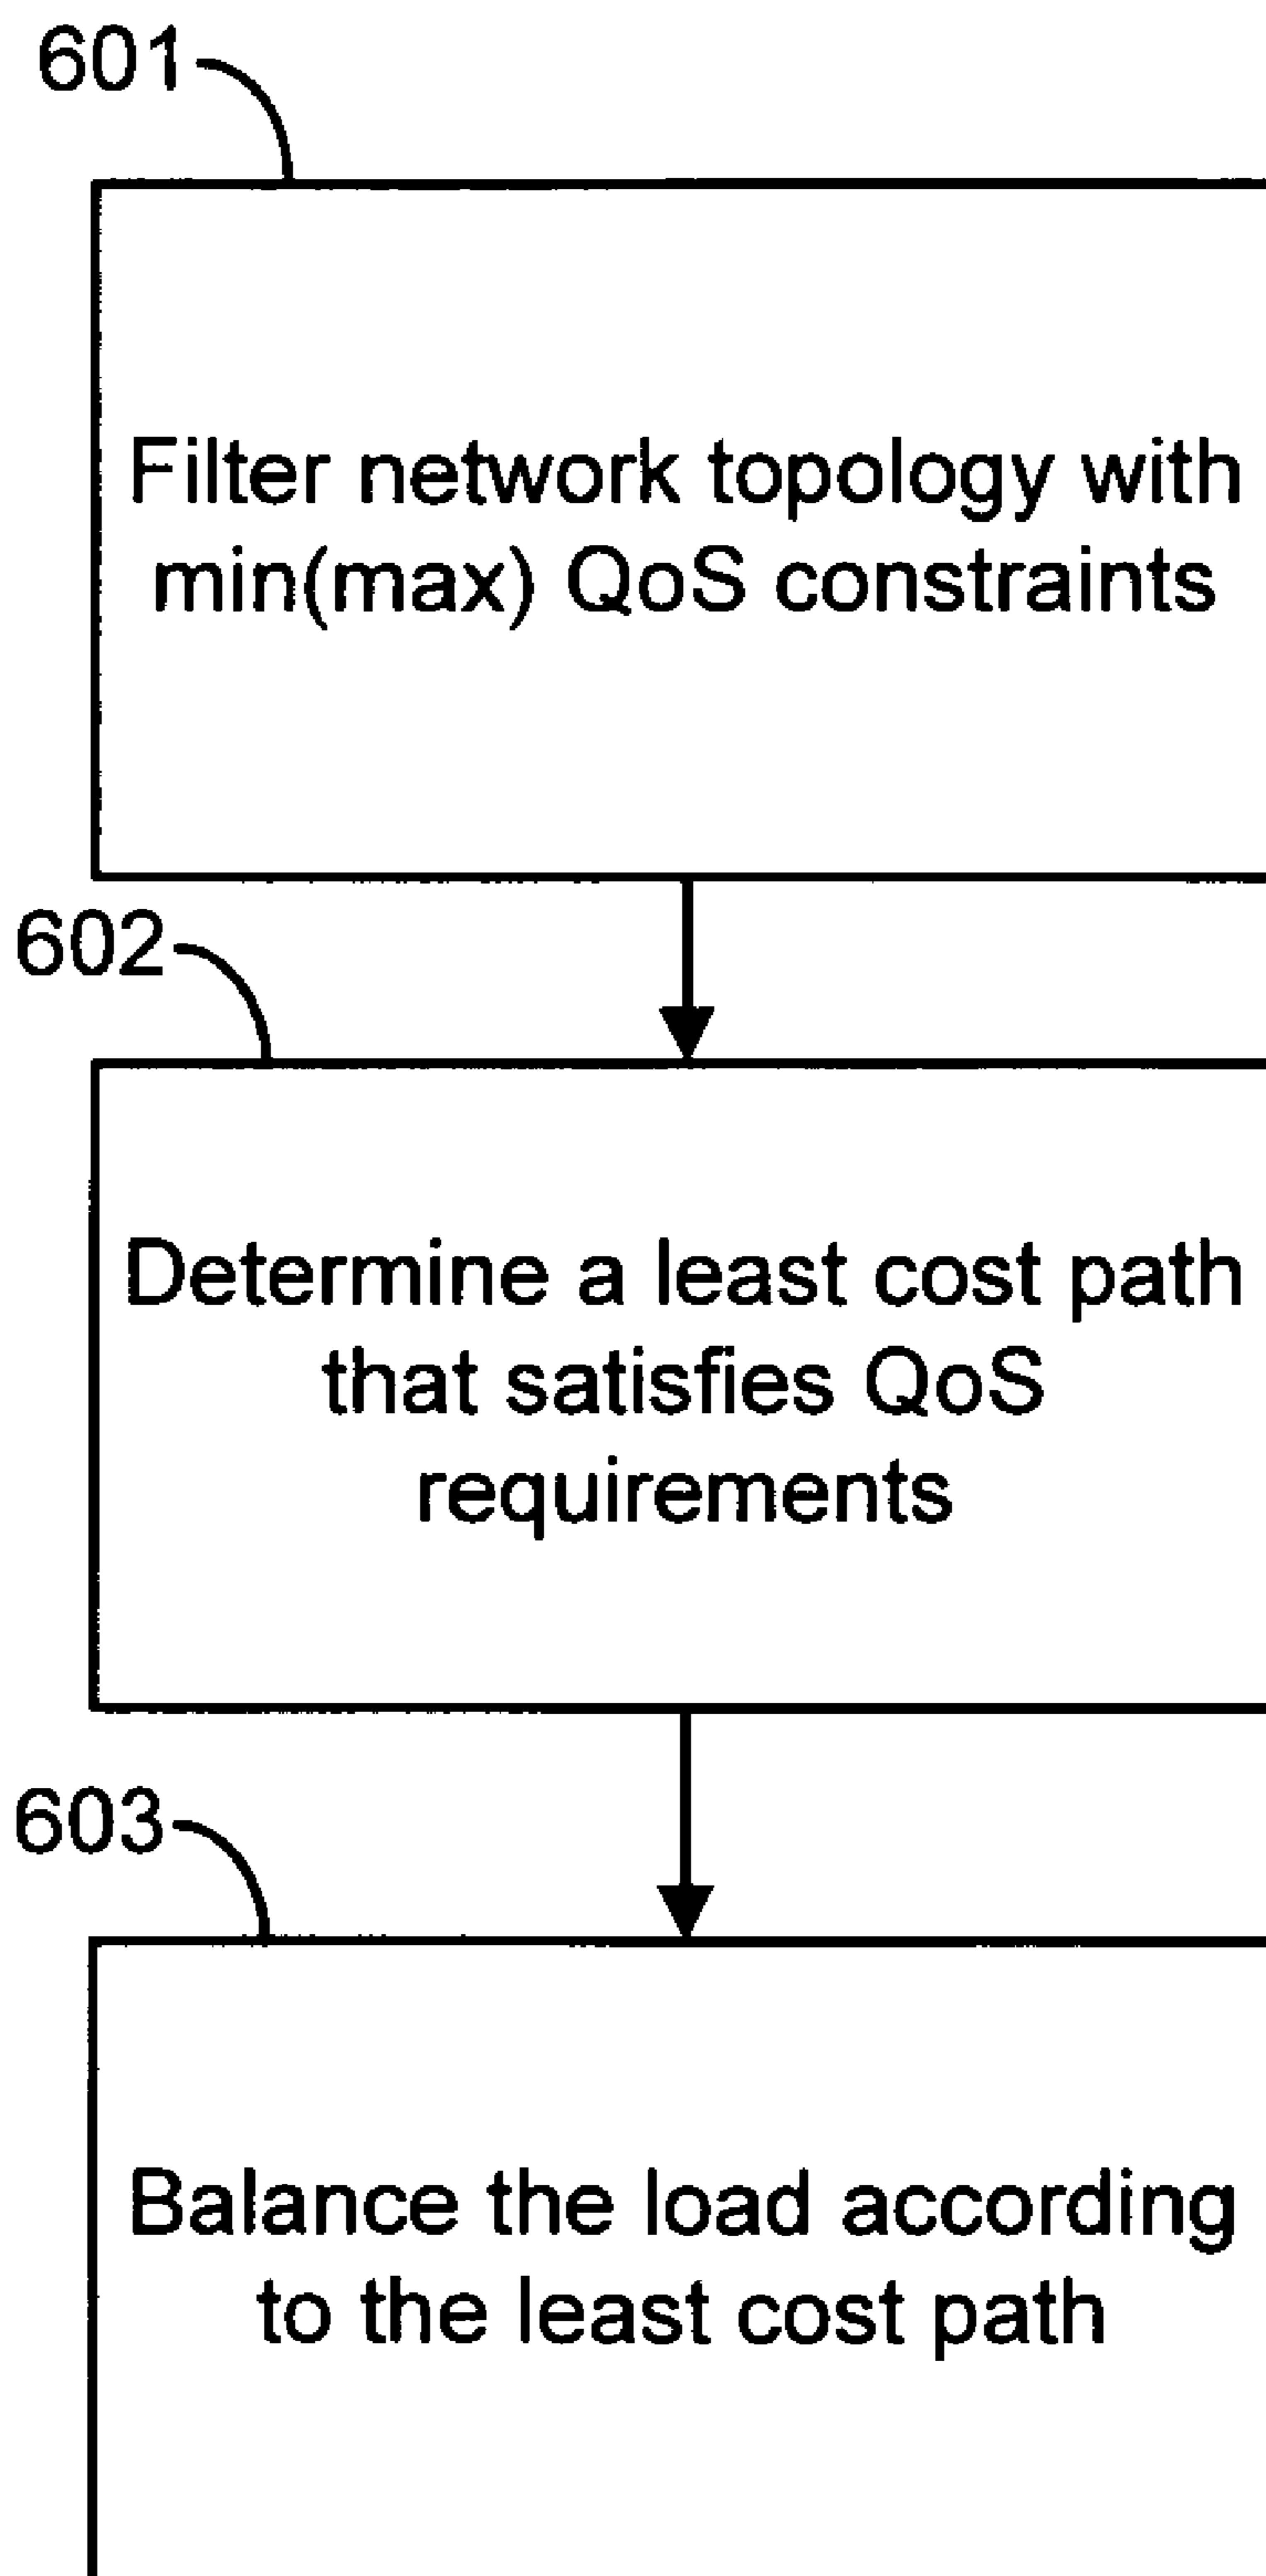 601
Filter network topology with
min(max) QoS constraints
602
Determine a least cost path
that satisfies QoS
requirements
603
Balance the load according
to the least cost path